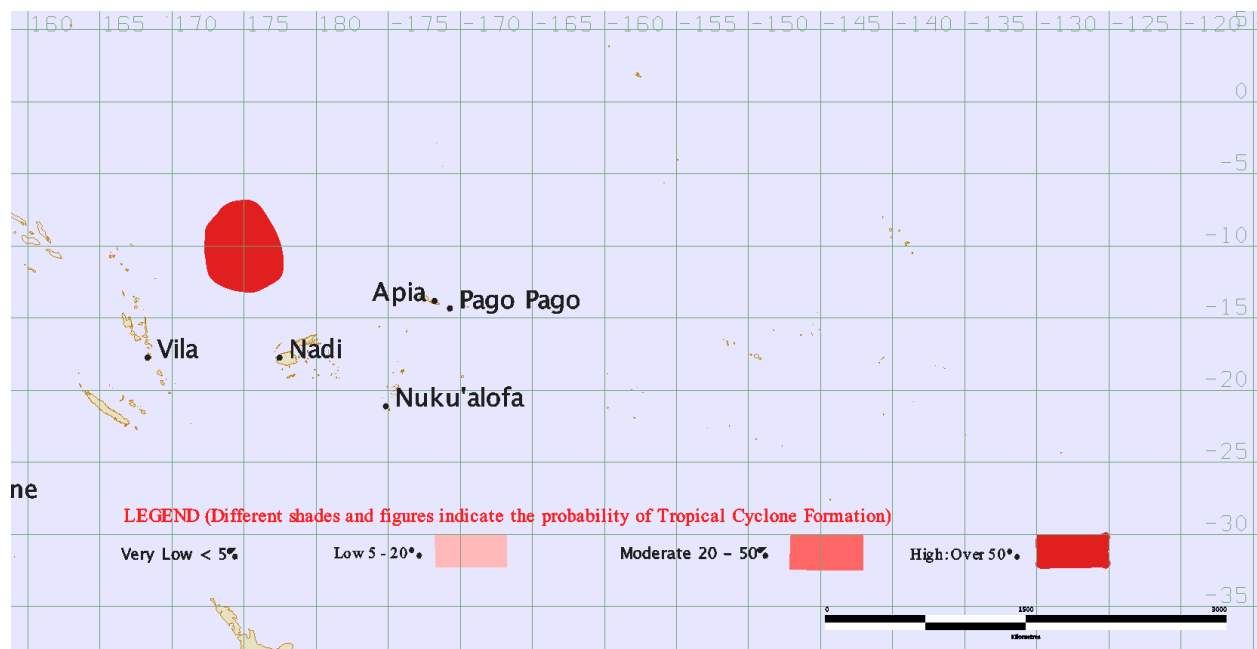 160 165 170 175 180 -175 -170 -165 -160 -155 -150 -145 -140 -135 -130 -125 -120
5
0
-5
-10
Apia
Pago Pago
-15
Vila
Nadi
-20
Nuku'alofa
-25
ne
LEGEND (Different shades and figures indicate the probability of Tropical Cyclone Formation)
-30
Very Low < 5% Low 5 - 20% Moderate 20 - 50% High: Over 50%
-35
0 1500 3000
Kilometres